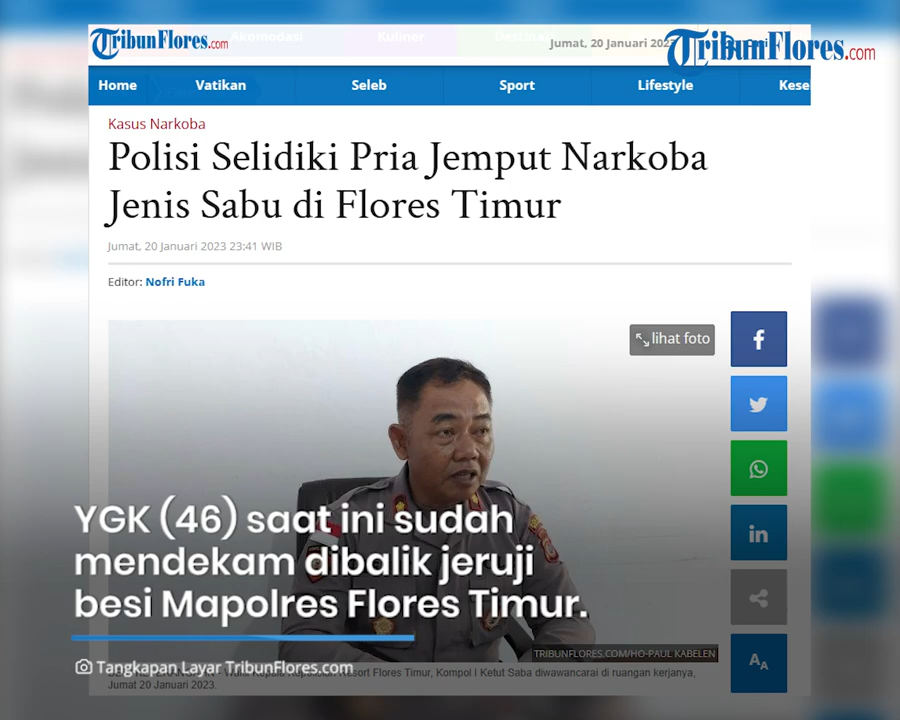 TribunFlores.com
Akomodasi Kuliner
Jumat, 20 Januari 202
TribunFlores.com
Home Vatikan Seleb Sport Lifestyle Kese
Kasus Narkoba
Polisi Selidiki Pria Jemput Narkoba
Jenis Sabu di Flores Timur
Jumat, 20 Januari 2023 23:41 WIB
Editor: Nofri Fuka
lihat foto
YGK (46) saat ini sudah
mendekam dibalik jeruji
besi Mapolres Flores Timur.
TRIBUNFLORES.COM/HO-PAUL KABELEN
Tangkapan Layar TribunFlores.com
Resort Flores Timur, Kompol I Ketut Saba diwawancarai di ruangan kerjanya,
Jumat 20 Januari 2023.
AA